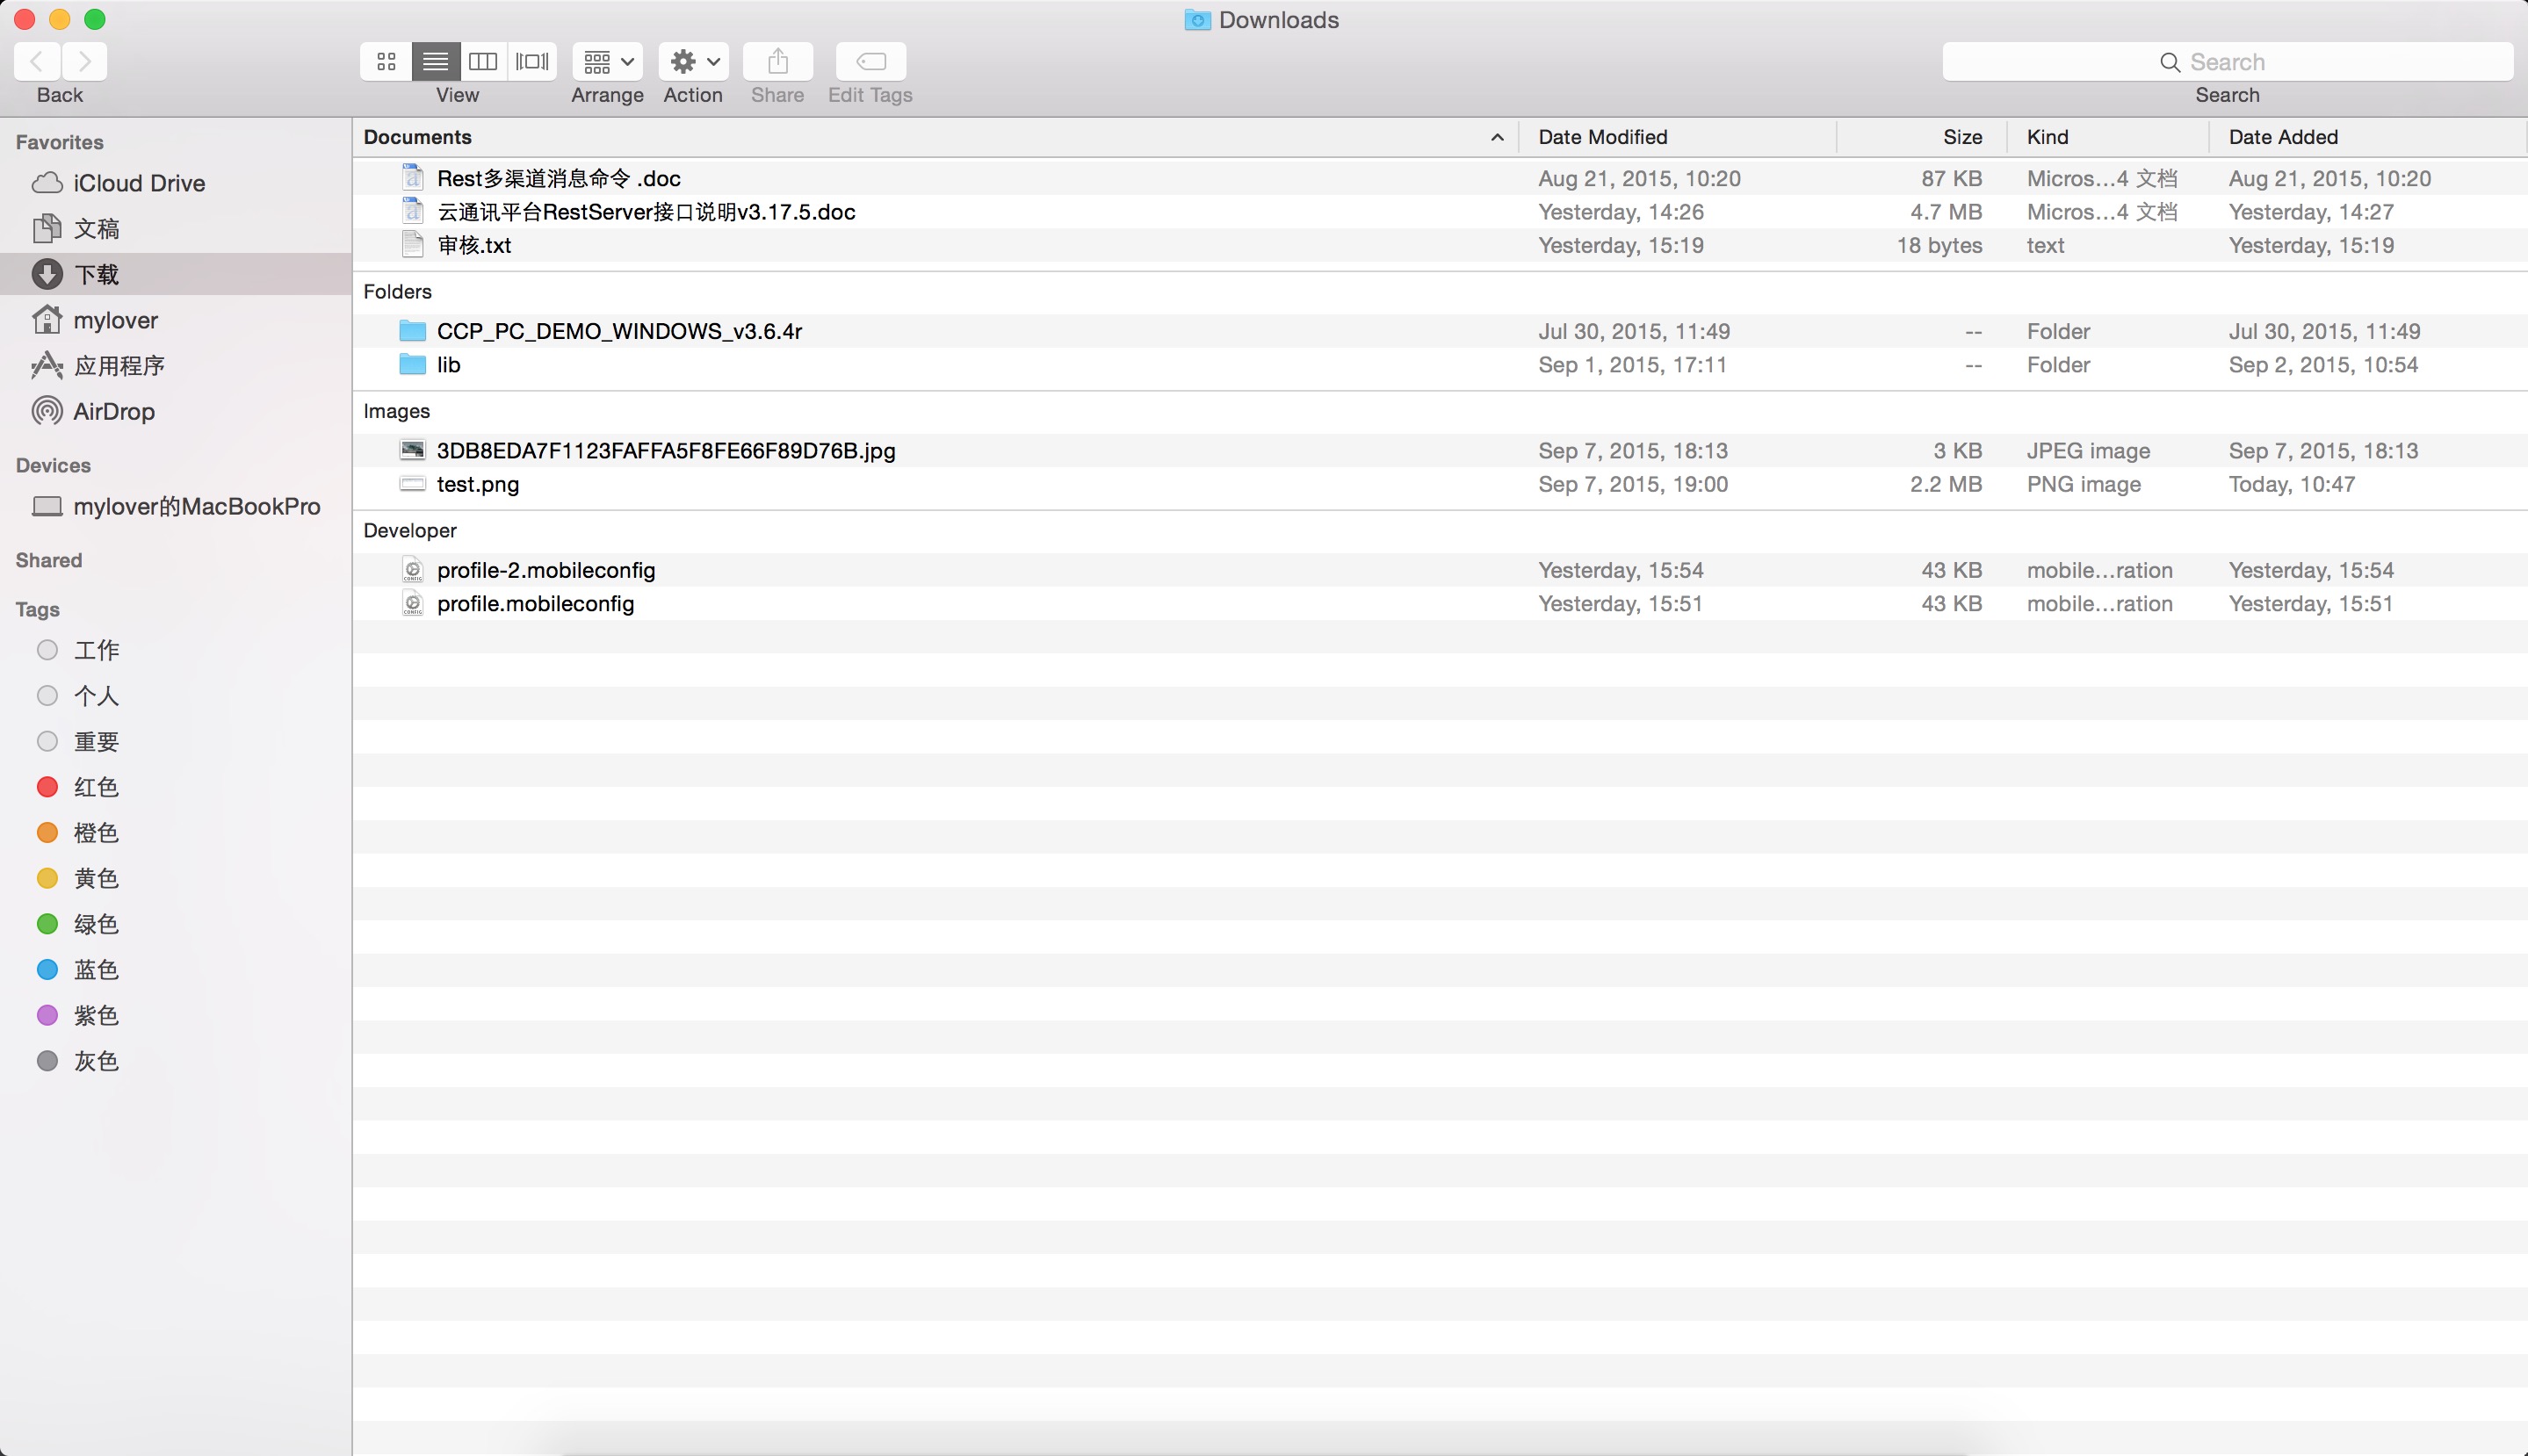 Downloads
Back
View
Arrange
Action
Share
Edit Tags
Search
Search
Favorites
iCloud Drive
文稿
下载
mylover
应用程序
AirDrop
Devices
mylover的MacBookPro
Shared
Tags
工作
个人
重要
红色
橙色
黄色
绿色
蓝色
紫色
灰色
Documents Date Modified Size Kind Date Added
Rest多渠道消息命令 .doc Aug 21, 2015, 10:20 87 KB Micros...4 文档 Aug 21, 2015, 10:20
云通讯平台RestServer接口说明v3.17.5.doc Yesterday, 14:26 4.7 MB Micros...4 文档 Yesterday, 14:27
审核.txt Yesterday, 15:19 18 bytes text Yesterday, 15:19
Folders
CCP_PC_DEMO_WINDOWS_v3.6.4r Jul 30, 2015, 11:49 -- Folder Jul 30, 2015, 11:49
lib Sep 1, 2015, 17:11 -- Folder Sep 2, 2015, 10:54
Images
3DB8EDA7F1123FAFFA5F8FE66F89D76B.jpg Sep 7, 2015, 18:13 3 KB JPEG image Sep 7, 2015, 18:13
test.png Sep 7, 2015, 19:00 2.2 MB PNG image Today, 10:47
Developer
profile-2.mobileconfig Yesterday, 15:54 43 KB mobile...ration Yesterday, 15:54
profile.mobileconfig Yesterday, 15:51 43 KB mobile...ration Yesterday, 15:51